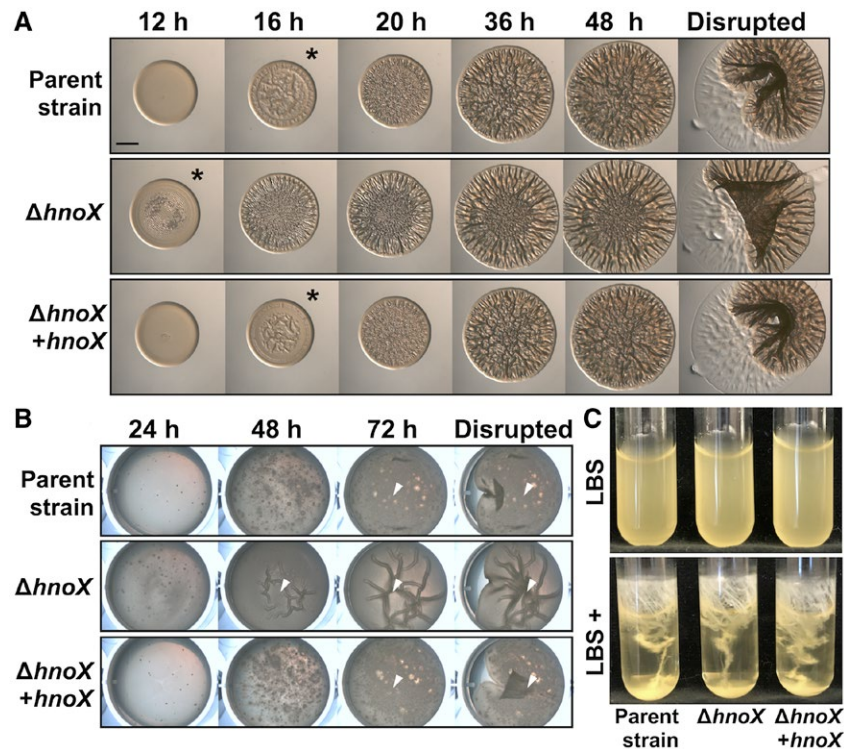 A
12 h 16 h 20 h 36 h 48 h Disrupted
Parent
strain
*
ΔhnoX
*
ΔhnoX
+hnoX
*
B
24 h 48 h 72 h Disrupted
Parent
strain
ΔhnoX
ΔhnoX
+hnoX
C
LBS
LBS +
Parent
strain
ΔhnoX
ΔhnoX
+hnoX